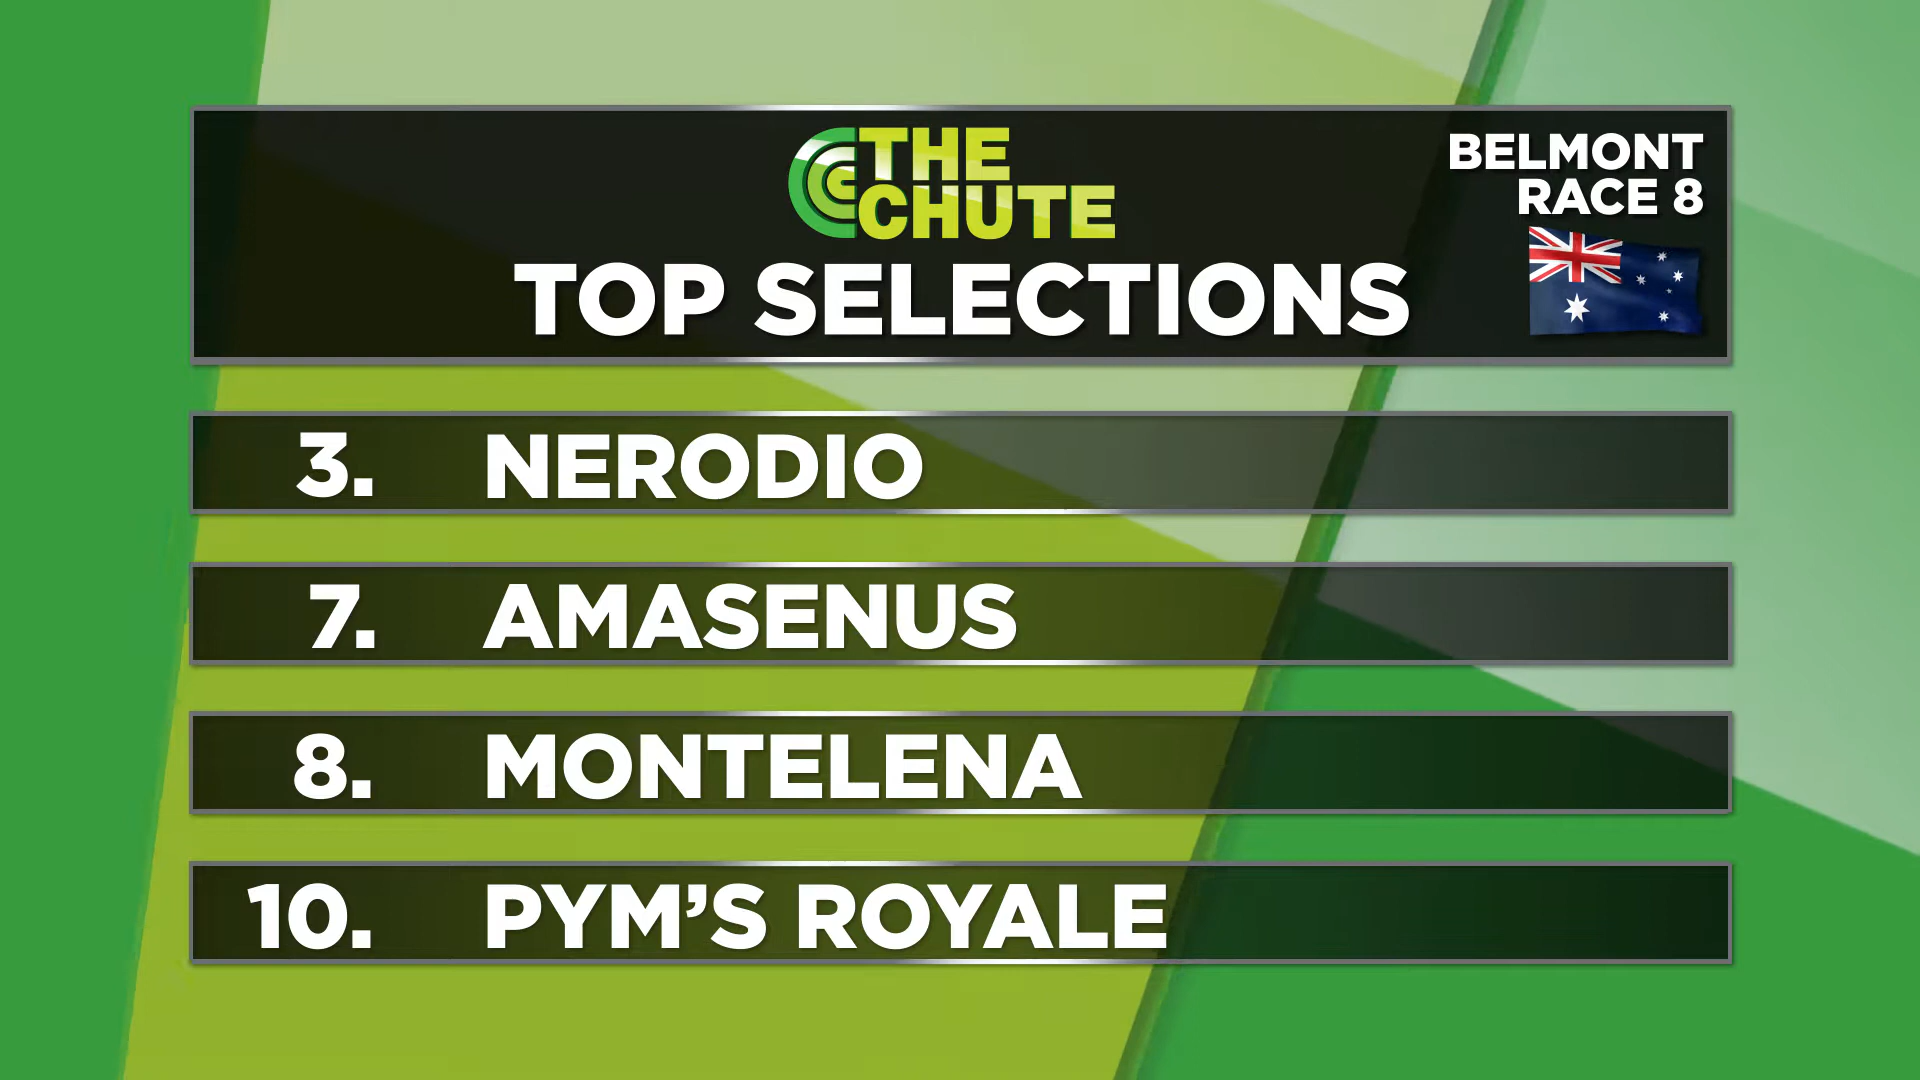 THE
CHUTE
BELMONT
RACE 8
TOP SELECTIONS
3. NERODIO
7. AMASENUS
8. MONTELENA
10. PYM’S ROYALE